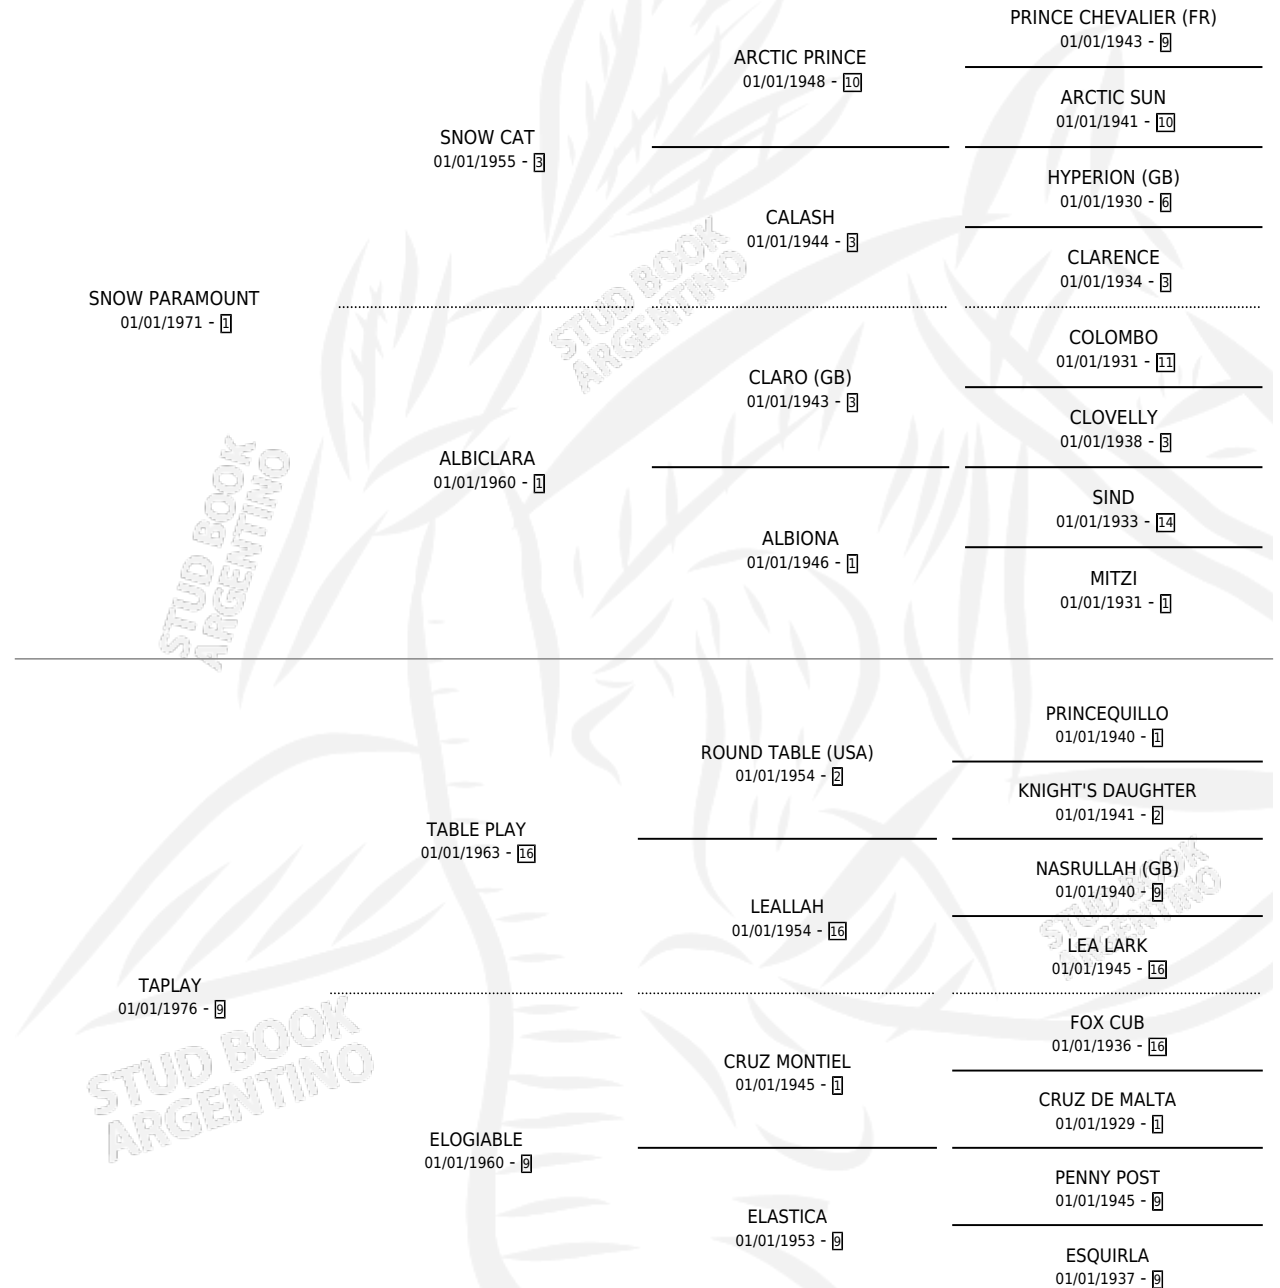 PRINCE CHEVALIER (FR)
01/01/1943 - 9
ARCTIC PRINCE
01/01/1948 - 10
ARCTIC SUN
01/01/1941 - 10
SNOW CAT
01/01/1955 - 3
HYPERION (GB)
01/01/1930 - 6
CALASH
01/01/1944 - 3
CLARENCE
01/01/1934 - 3
SNOW PARAMOUNT
01/01/1971 - 1
COLOMBO
01/01/1931 - 11
CLARO (GB)
01/01/1943 - 3
CLOVELLY
01/01/1938 - 3
ALBICLARA
01/01/1960 - 1
SIND
01/01/1933 - 14
ALBIONA
01/01/1946 - 1
MITZI
01/01/1931 - 1
STUD BOOK
ARGENTINO
STUD BOOK
ARGENTINO
PRINCEQUILLO
01/01/1940 - 1
ROUND TABLE (USA)
01/01/1954 - 2
KNIGHT'S DAUGHTER
01/01/1941 - 2
TABLE PLAY
01/01/1963 - 16
NASRULLAH (GB)
01/01/1940 - 9
LEALLAH
01/01/1954 - 16
LEA LARK
01/01/1945 - 16
STUD BOOK
ARGENTINO
TAPLAY
01/01/1976 - 9
FOX CUB
01/01/1936 - 16
CRUZ MONTIEL
01/01/1945 - 1
CRUZ DE MALTA
01/01/1929 - 1
ELOGIABLE
01/01/1960 - 9
PENNY POST
01/01/1945 - 9
ELASTICA
01/01/1953 - 9
ESQUIRLA
01/01/1937 - 9
STUD BOOK
ARGENTINO